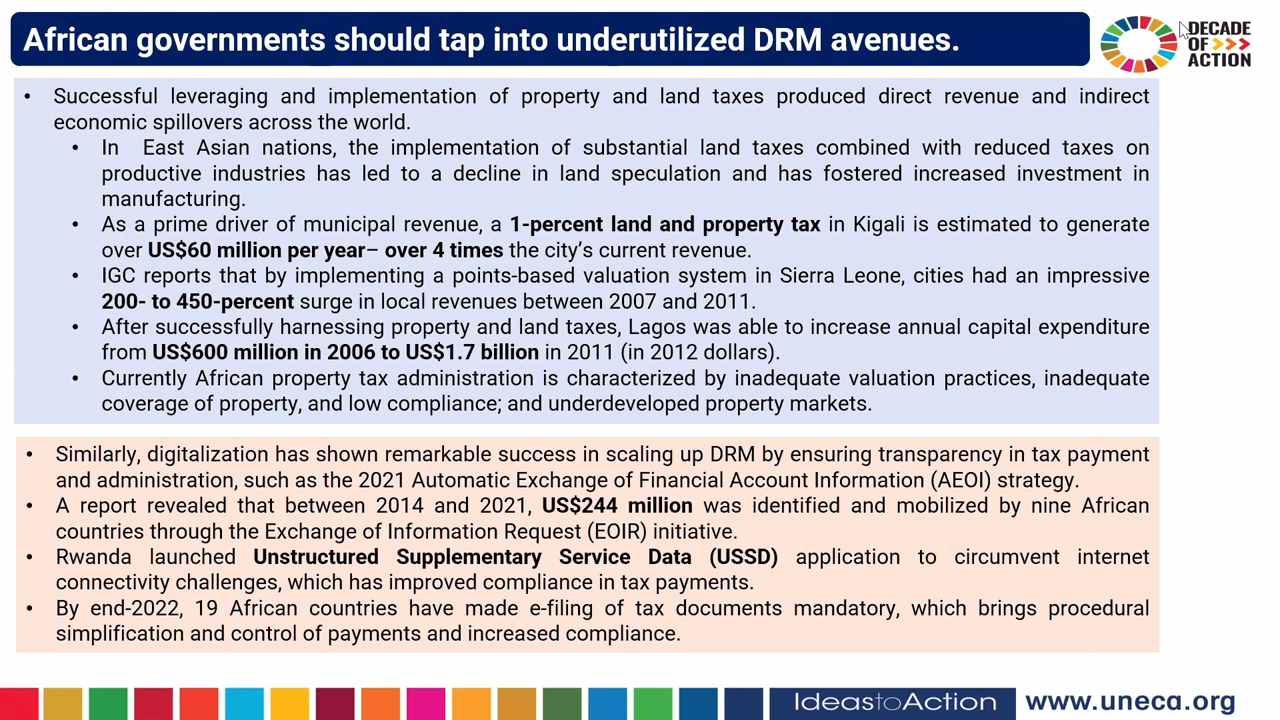 African governments should tap into underutilized DRM avenues.
DECADE
OF >>>
ACTION
• Successful leveraging and implementation of property and land taxes produced direct revenue and indirect
economic spillovers across the world.
• In East Asian nations, the implementation of substantial land taxes combined with reduced taxes on
productive industries has led to a decline in land speculation and has fostered increased investment in
manufacturing.
• As a prime driver of municipal revenue, a 1-percent land and property tax in Kigali is estimated to generate
over US$60 million per year– over 4 times the city's current revenue.
• IGC reports that by implementing a points-based valuation system in Sierra Leone, cities had an impressive
200- to 450-percent surge in local revenues between 2007 and 2011.
• After successfully harnessing property and land taxes, Lagos was able to increase annual capital expenditure
from US$600 million in 2006 to US$1.7 billion in 2011 (in 2012 dollars).
• Currently African property tax administration is characterized by inadequate valuation practices, inadequate
coverage of property, and low compliance; and underdeveloped property markets.
• Similarly, digitalization has shown remarkable success in scaling up DRM by ensuring transparency in tax payment
and administration, such as the 2021 Automatic Exchange of Financial Account Information (AEOI) strategy.
• A report revealed that between 2014 and 2021, US$244 million was identified and mobilized by nine African
countries through the Exchange of Information Request (EOIR) initiative.
• Rwanda launched Unstructured Supplementary Service Data (USSD) application to circumvent internet
connectivity challenges, which has improved compliance in tax payments.
• By end-2022, 19 African countries have made e-filing of tax documents mandatory, which brings procedural
simplification and control of payments and increased compliance.
IdeastoAction www.uneca.org